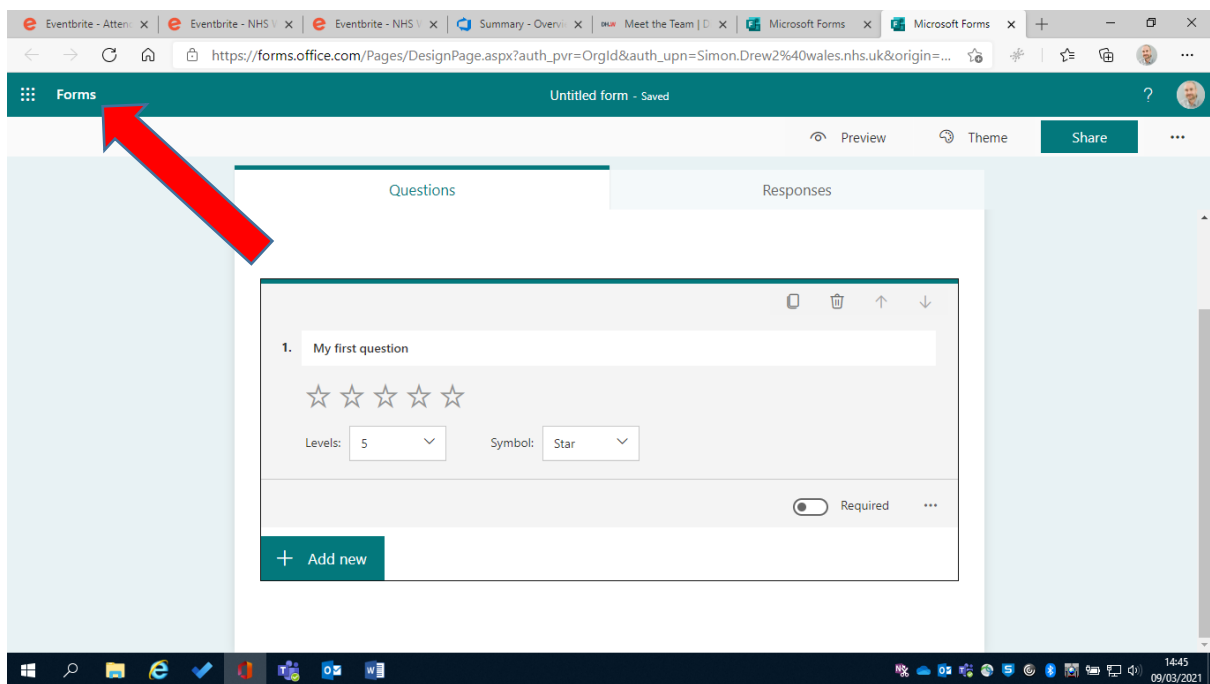 Eventbrite - Atten
Eventbrite - NHS V
Eventbrite - NHS V
Summary - Overvi
Meet the Team | D
Microsoft Forms
Microsoft Forms
https://forms.office.com/Pages/DesignPage.aspx?auth_pvr=OrgId&auth_upn=Simon.Drew2%40wales.nhs.uk&origin=...
Forms
Untitled form - Saved
?
Preview
Theme
Share
Questions
Responses
1. My first question
Levels: 5
Symbol: Star
Required
+ Add new
14:45
09/03/2021